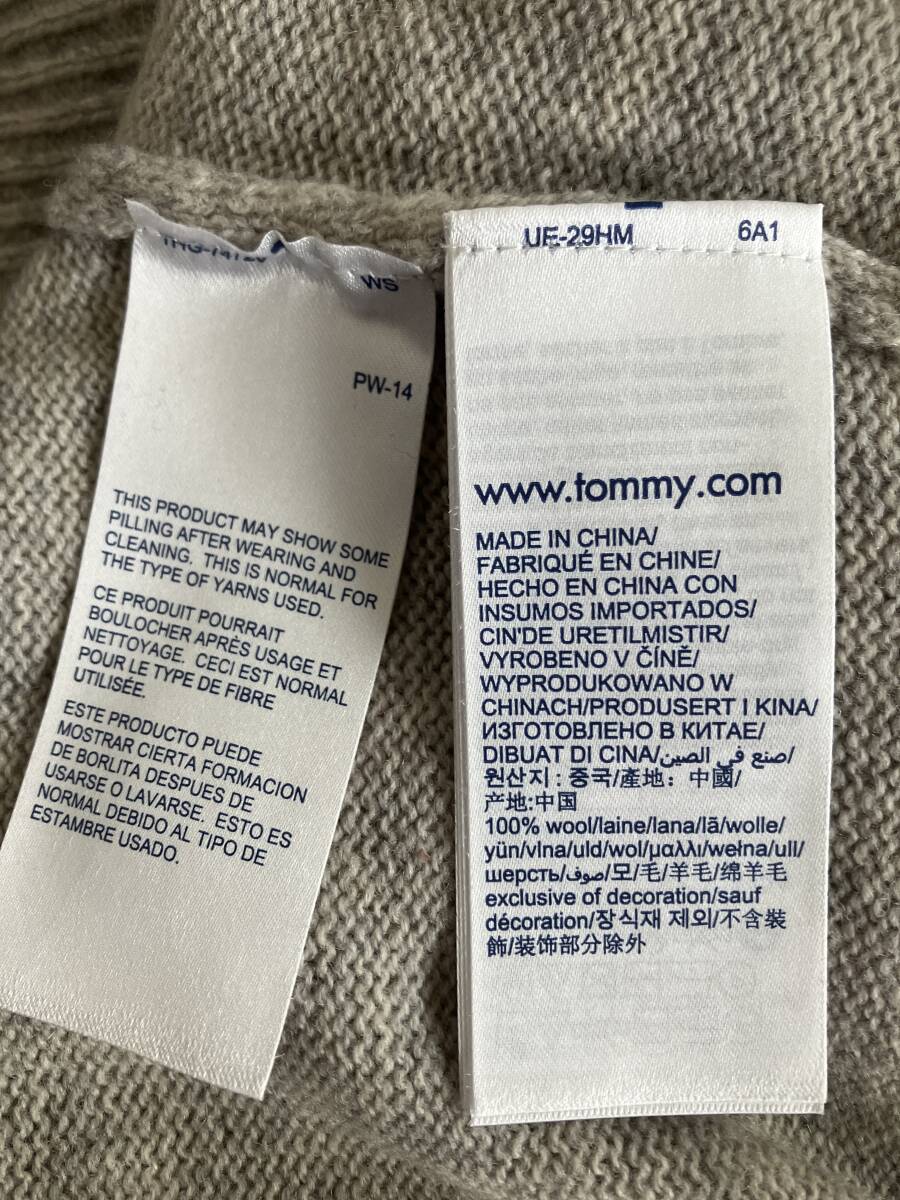 WS
PW-14
THIS PRODUCT MAY SHOW SOME
PILLING AFTER WEARING AND
CLEANING. THIS IS NORMAL FOR
THE TYPE OF YARNS USED.
CE PRODUIT POURRAIT
BOULOCHER APRÈS USAGE ET
NETTOYAGE. CECI EST NORMAL
POUR LE TYPE DE FIBRE
UTILISÉE.
ESTE PRODUCTO PUEDE
MOSTRAR CIERTA FORMACION
DE BORLITA DESPUES DE
USARSE O LAVARSE. ESTO ES
NORMAL DEBIDO AL TIPO DE
ESTAMBRE USADO.
UE-29HM 6A1
www.tommy.com
MADE IN CHINA/
FABRIQUÉ EN CHINE/
HECHO EN CHINA CON
INSUMOS IMPORTADOS/
CIN'DE URETILMISTIR/
VYROBENO V ČÍNĚ/
WYPRODUKOWANO W
CHINACH/PRODUSERT I KINA/
ИЗГОТОВЛЕНО В КИТАЕ/
DIBUAT DI CINA/صنع في الصين/
원산지 : 중국/產地：中國/
产地:中国
100% wool/laine/lana/lã/wolle/
yün/vlna/uld/wol/μαλλι/wełna/ull/
шерсть/صوف/모/毛/羊毛/绵羊毛
exclusive of decoration/sauf
décoration/장식재 제외/不含裝
飾/装饰部分除外